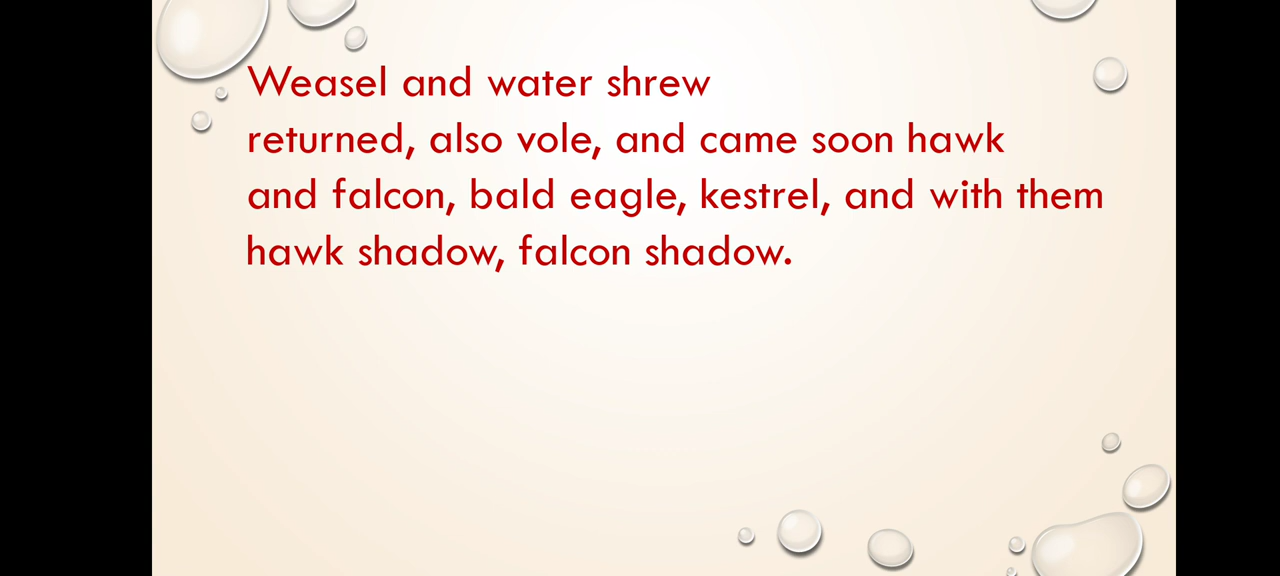 Weasel and water shrew
returned, also vole, and came soon hawk
and falcon, bald eagle, kestrel, and with them
hawk shadow, falcon shadow.